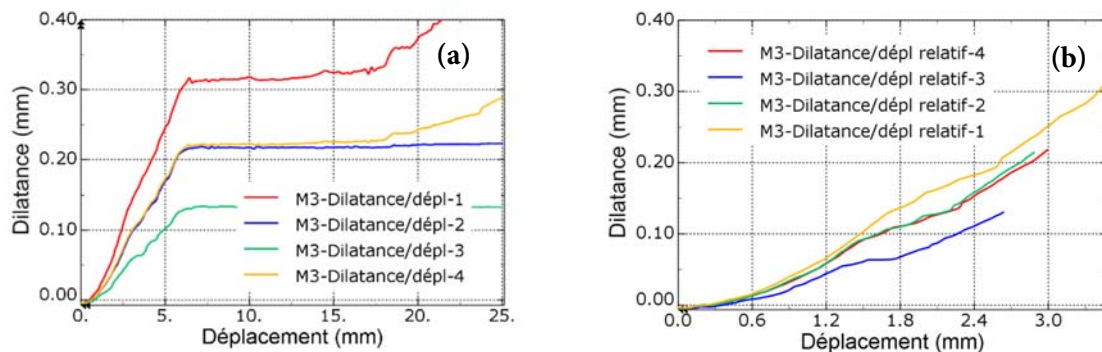 0.40
0.30
0.20
0.10
0.00
Dilatance (mm)
(a)
M3-Dilatance/dépl-1
M3-Dilatance/dépl-2
M3-Dilatance/dépl-3
M3-Dilatance/dépl-4
0. 5. 10. 15. 20. 25.
Déplacement (mm)
0.40
0.30
0.20
0.10
0.00
Dilatance (mm)
(b)
M3-Dilatance/dépl relatif-4
M3-Dilatance/dépl relatif-3
M3-Dilatance/dépl relatif-2
M3-Dilatance/dépl relatif-1
0.0 0.6 1.2 1.8 2.4 3.0
Déplacement (mm)